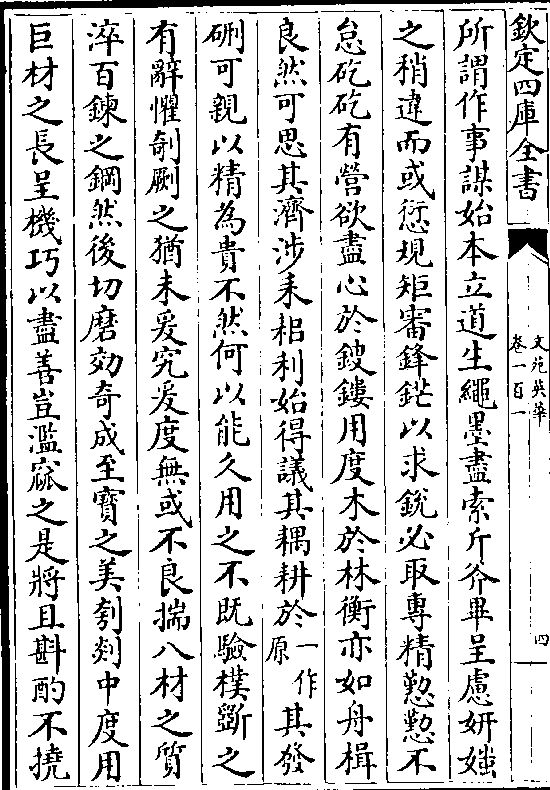 欽定四庫全書
文苑英華
卷一百一
四
所謂作事謀始本立道生繩墨盡索斤斧畢呈慮妍媸
之稍違而或愆規矩審鋒鋩以求銳必取專精懃懃不
怠矻矻有營欲盡心於鋟鏤用度木於林衡亦如舟楫
良然可思其濟涉耒耜利始得議其耦耕於一作原其發
硎可親以精為貴不然何以能久用之不既驗樸斵之
有辭懼剞劂之猶未爰究爰度無或不良揣八材之質
淬百鍊之鋼然後切磨効奇成至寶之美刳剡中度用
巨材之長呈機巧以盡善豈濫窳之是將且斟酌不撓